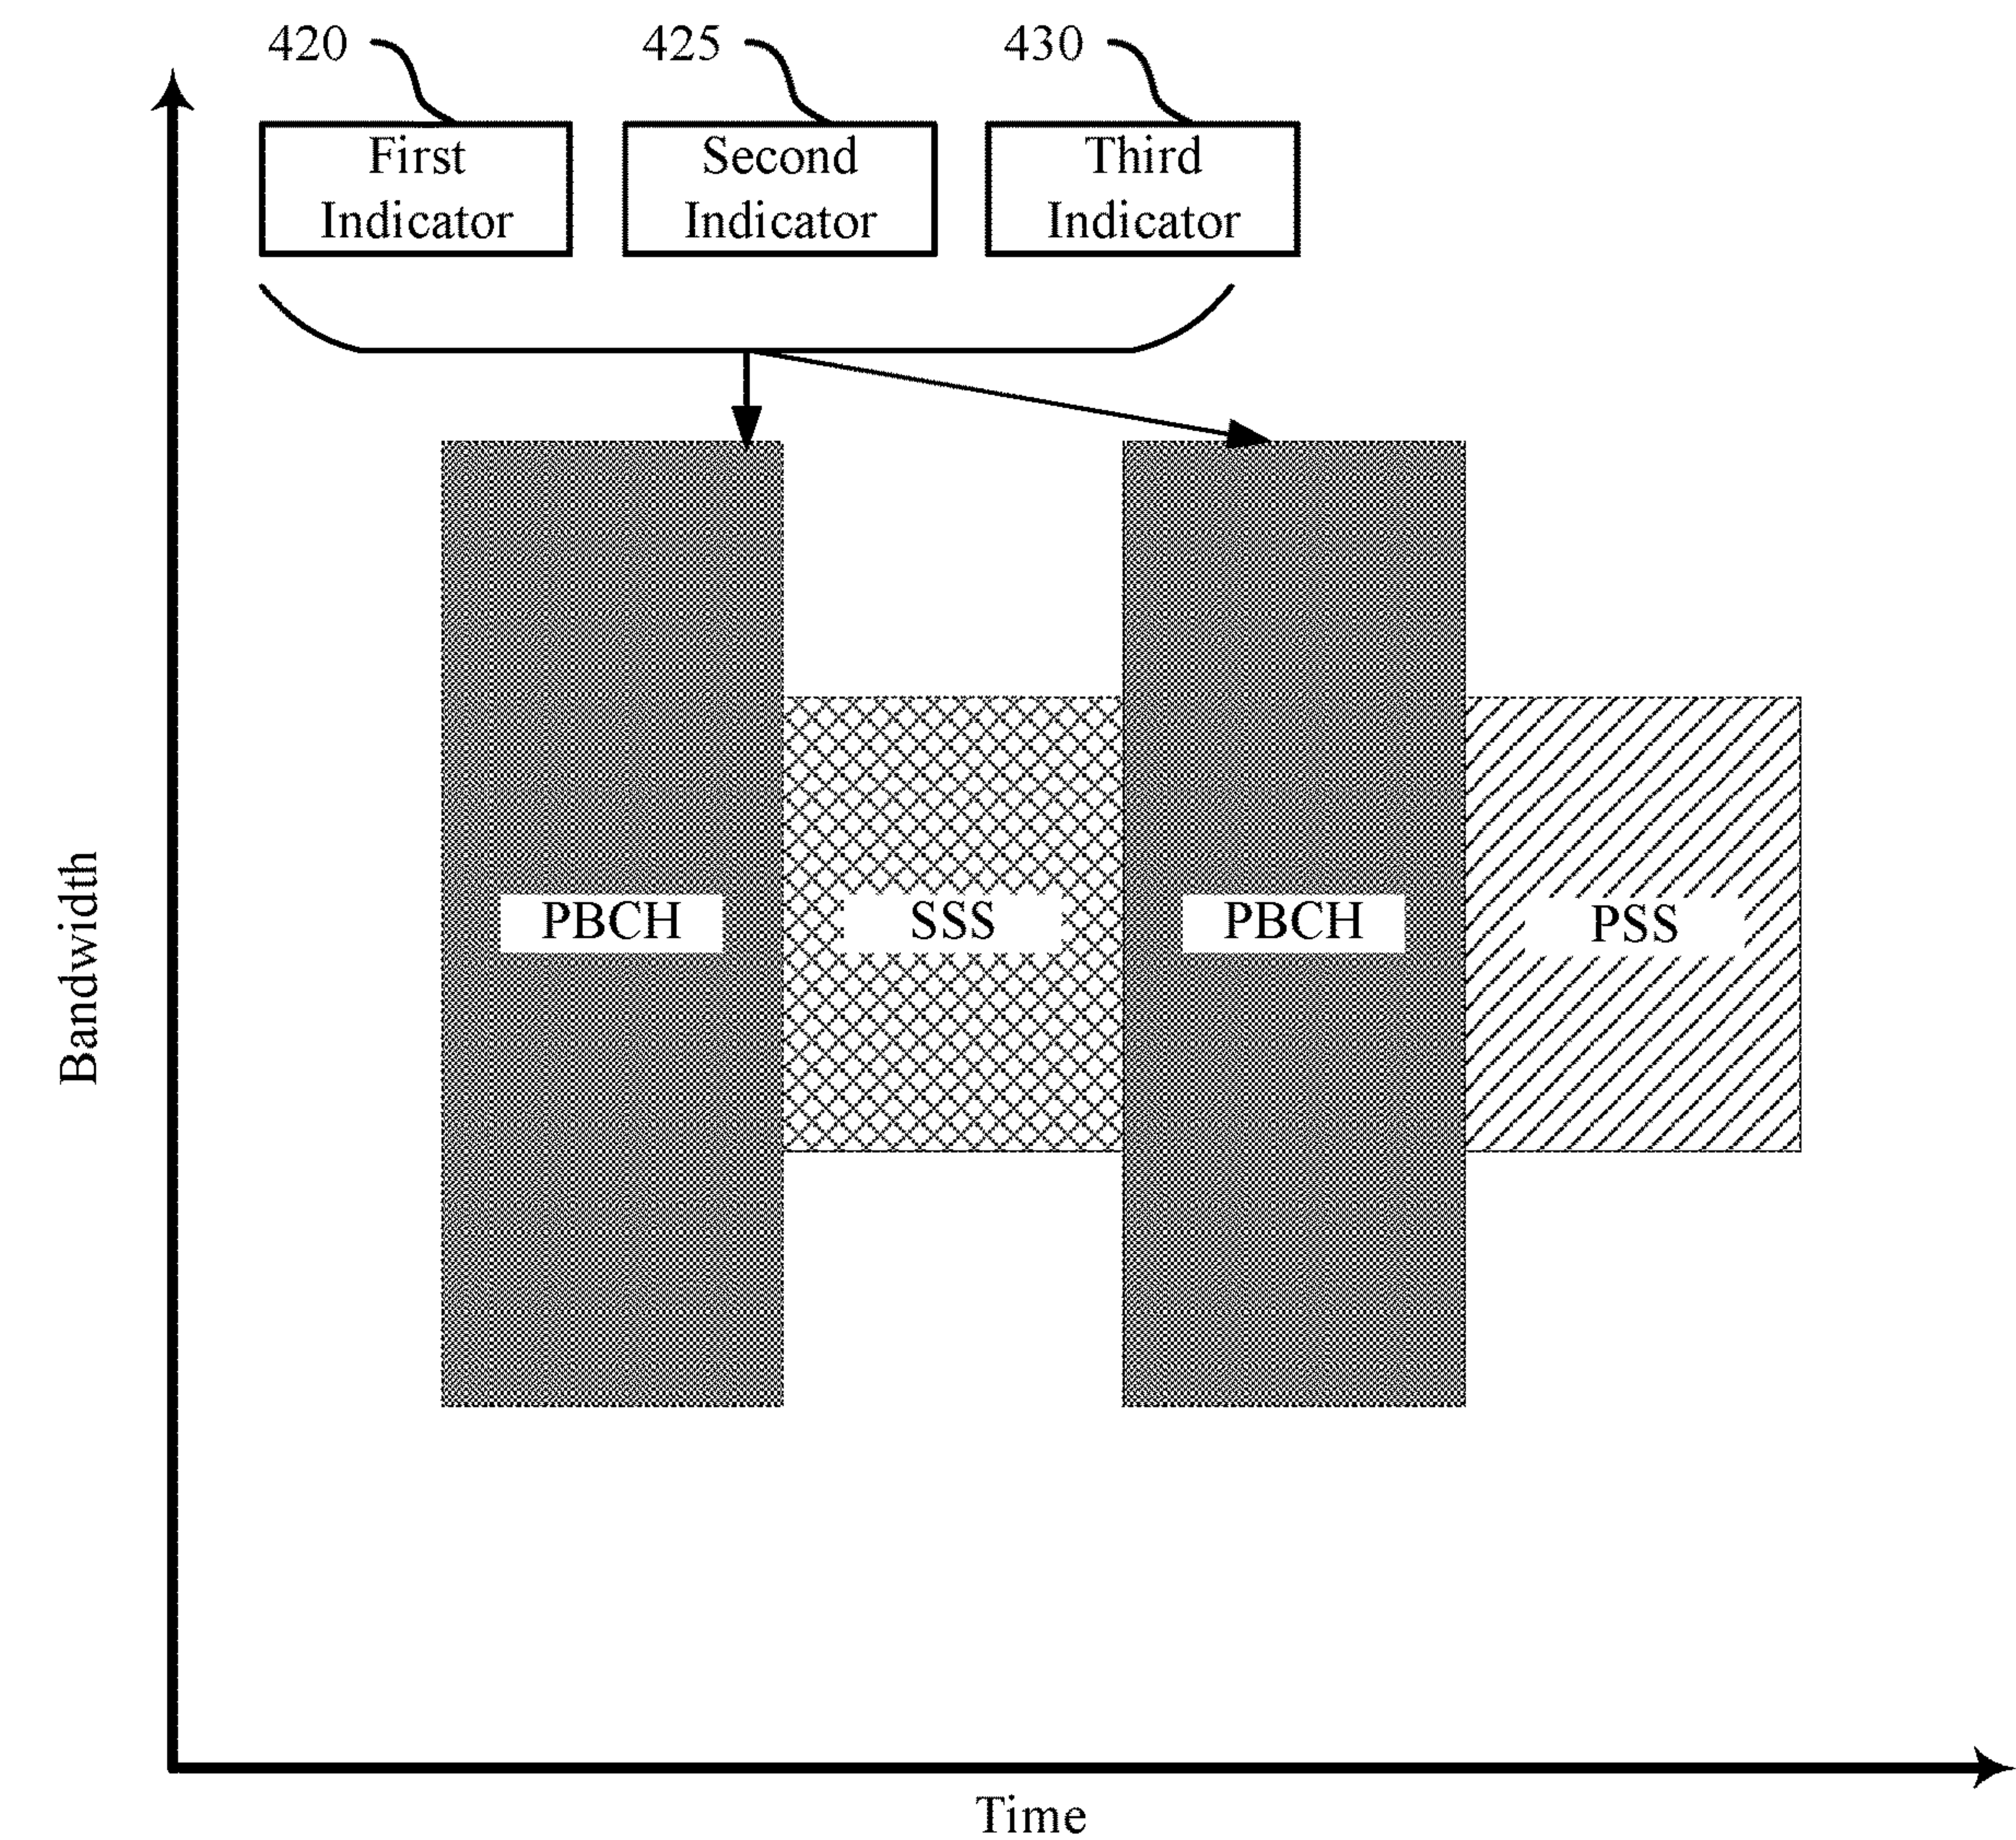 420
425
430
First
Indicator
Second
Indicator
Third
Indicator
Bandwidth
PBCH
SSS
PBCH
PSS
Time